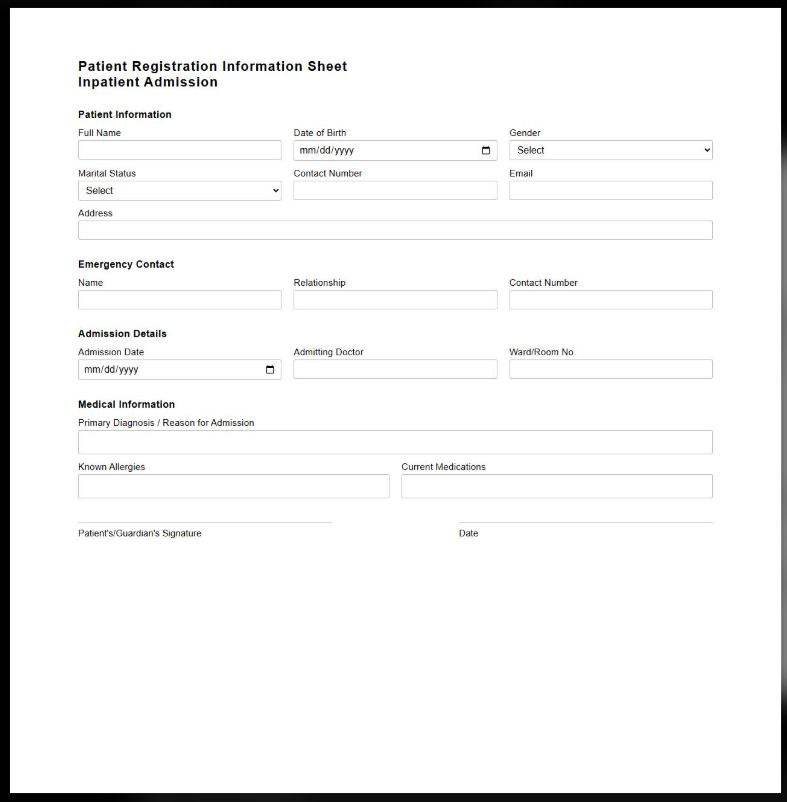 Patient Registration Information Sheet
Inpatient Admission
Patient Information
Full Name Date of Birth Gender
mm/dd/yyyy Select
Marital Status Contact Number Email
Select
Address
Emergency Contact
Name Relationship Contact Number
Admission Details
Admission Date Admitting Doctor Ward/Room No.
mm/dd/yyyy
Medical Information
Primary Diagnosis / Reason for Admission
Known Allergies Current Medications
Patient's/Guardian's Signature Date